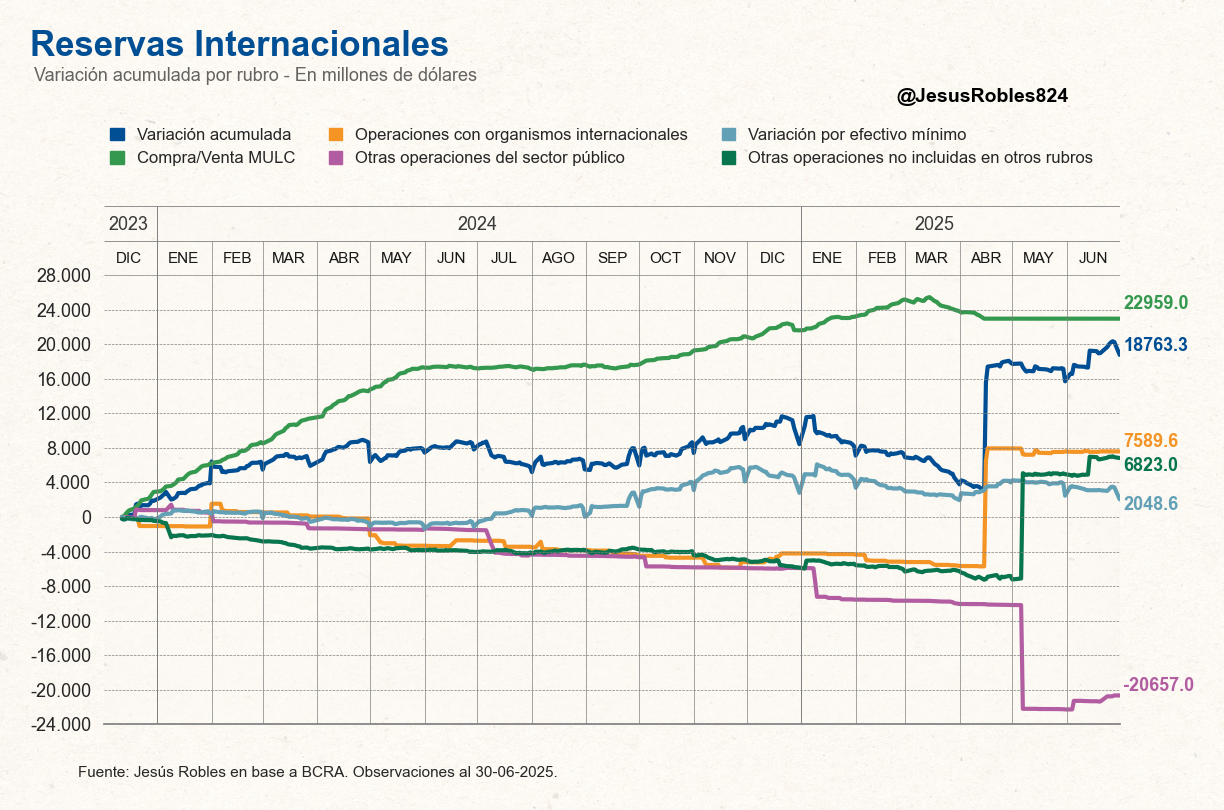 Reservas Internacionales
Variación acumulada por rubro - En millones de dólares
@JesusRobles824
Variación acumulada
Operaciones con organismos internacionales
Variación por efectivo mínimo
Compra/Venta MULC
Otras operaciones del sector público
Otras operaciones no incluidas en otros rubros
2023 2024 2025
DIC ENE FEB MAR ABR MAY JUN JUL AGO SEP OCT NOV DIC ENE FEB MAR ABR MAY JUN
28.000
24.000
20.000
16.000
12.000
8.000
4.000
0
-4.000
-8.000
-12.000
-16.000
-20.000
-24.000
22959.0
18763.3
7589.6
6823.0
2048.6
-20657.0
Fuente: Jesús Robles en base a BCRA. Observaciones al 30-06-2025.